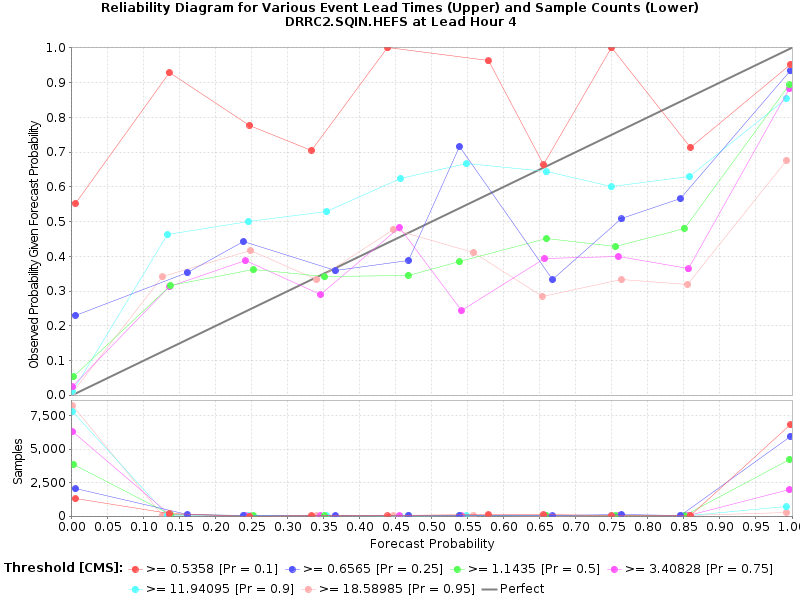 Reliability Diagram for Various Event Lead Times (Upper) and Sample Counts (Lower)
DRRC2.SQIN.HEFS at Lead Hour 4
Observed Probability Given Forecast Probability
1.0
0.9
0.8
0.7
0.6
0.5
0.4
0.3
0.2
0.1
0.0
Samples
7,500
5,000
2,500
0
0.00 0.05 0.10 0.15 0.20 0.25 0.30 0.35 0.40 0.45 0.50 0.55 0.60 0.65 0.70 0.75 0.80 0.85 0.90 0.95 1.0
Forecast Probability
Threshold [CMS]: >= 0.5358 [Pr = 0.1] >= 0.6565 [Pr = 0.25] >= 1.1435 [Pr = 0.5] >= 3.40828 [Pr = 0.75]
>= 11.94095 [Pr = 0.9] >= 18.58985 [Pr = 0.95] Perfect